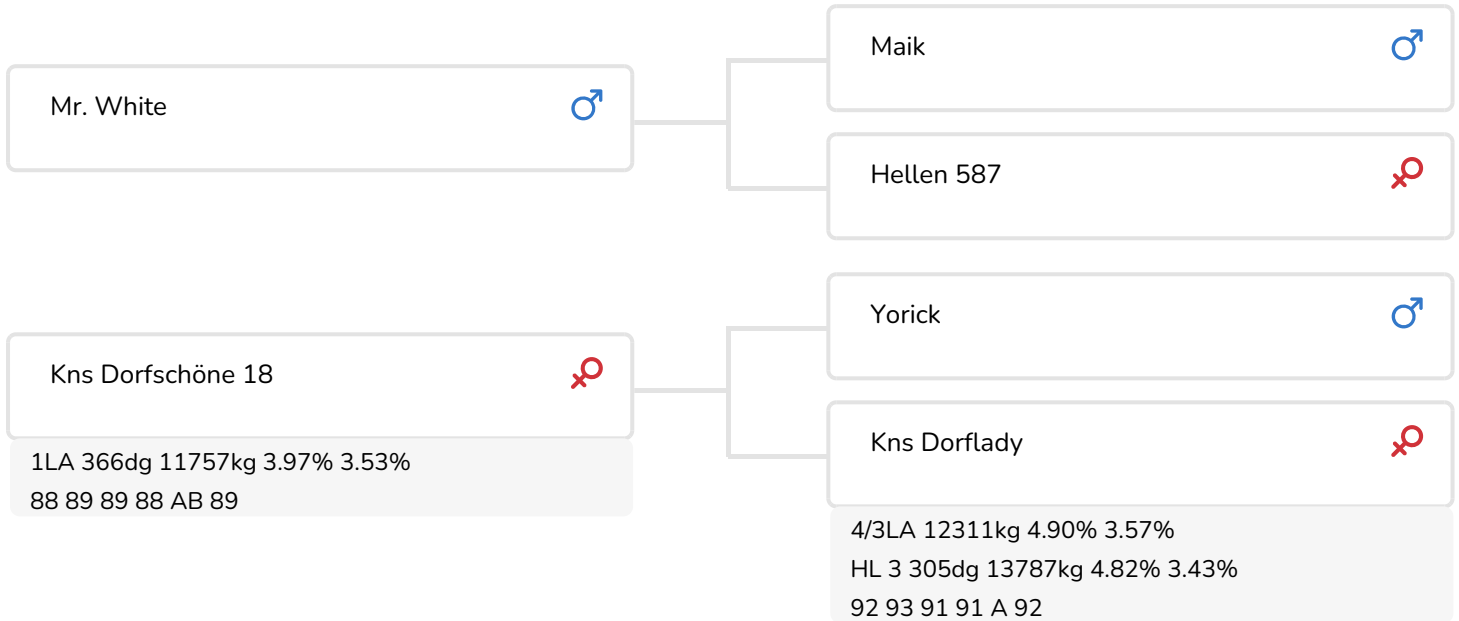 Mr. White
Maik
Hellen 587
Kns Dorfschöne 18
1LA 366dg 11757kg 3.97% 3.53%
88 89 89 88 AB 89
Yorick
Kns Dorflady
4/3LA 12311kg 4.90% 3.57%
HL 3 305dg 13787kg 4.82% 3.43%
92 93 91 91 A 92